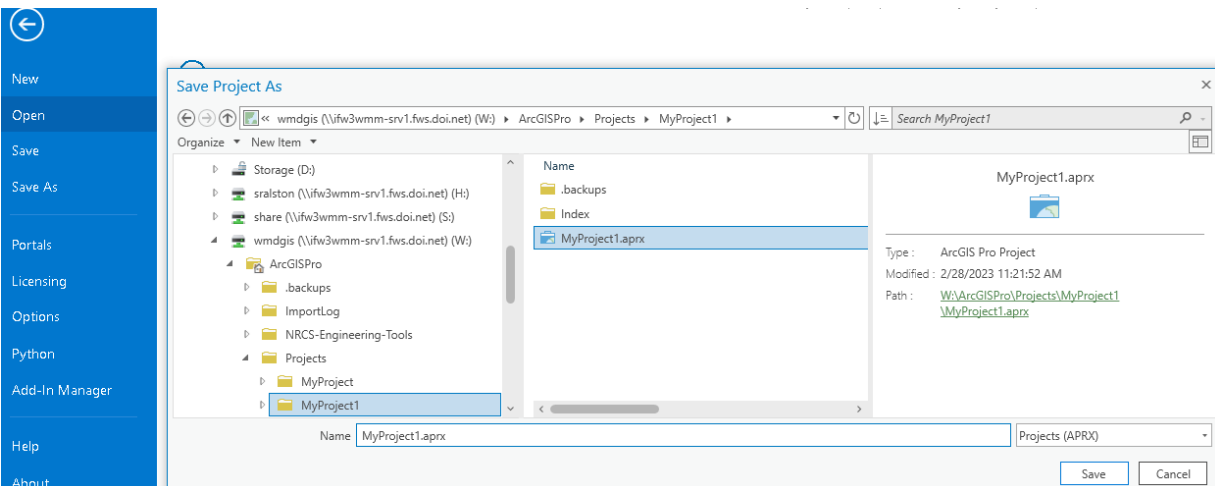 New
Open
Save
Save As
Portals
Licensing
Options
Python
Add-In Manager
Help
About
Save Project As
« wmdgis (\\ifw3wmm-srv1.fws.doi.net) (W:) ArcGISPro Projects MyProject1
Search MyProject1
Organize New Item
Storage (D:)
sralston (\\ifw3wmm-srv1.fws.doi.net) (H:)
share (\\ifw3wmm-srv1.fws.doi.net) (S:)
wmdgis (\\ifw3wmm-srv1.fws.doi.net) (W:)
ArcGISPro
.backups
ImportLog
NRCS-Engineering-Tools
Projects
MyProject
MyProject1
Name
.backups
Index
MyProject1.aprx
MyProject1.aprx
Type : ArcGIS Pro Project
Modified : 2/28/2023 11:21:52 AM
Path : W:\ArcGISPro\Projects\MyProject1
\MyProject1.aprx
Name MyProject1.aprx Projects (APRX)
Save Cancel